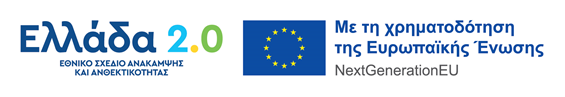 Ελλάδα 2.0
ΕΘΝΙΚΟ ΣΧΕΔΙΟ ΑΝΑΚΑΜΨΗΣ
ΚΑΙ ΑΝΘΕΚΤΙΚΟΤΗΤΑΣ
Με τη χρηματοδότηση
της Ευρωπαϊκής Ένωσης
NextGenerationEU